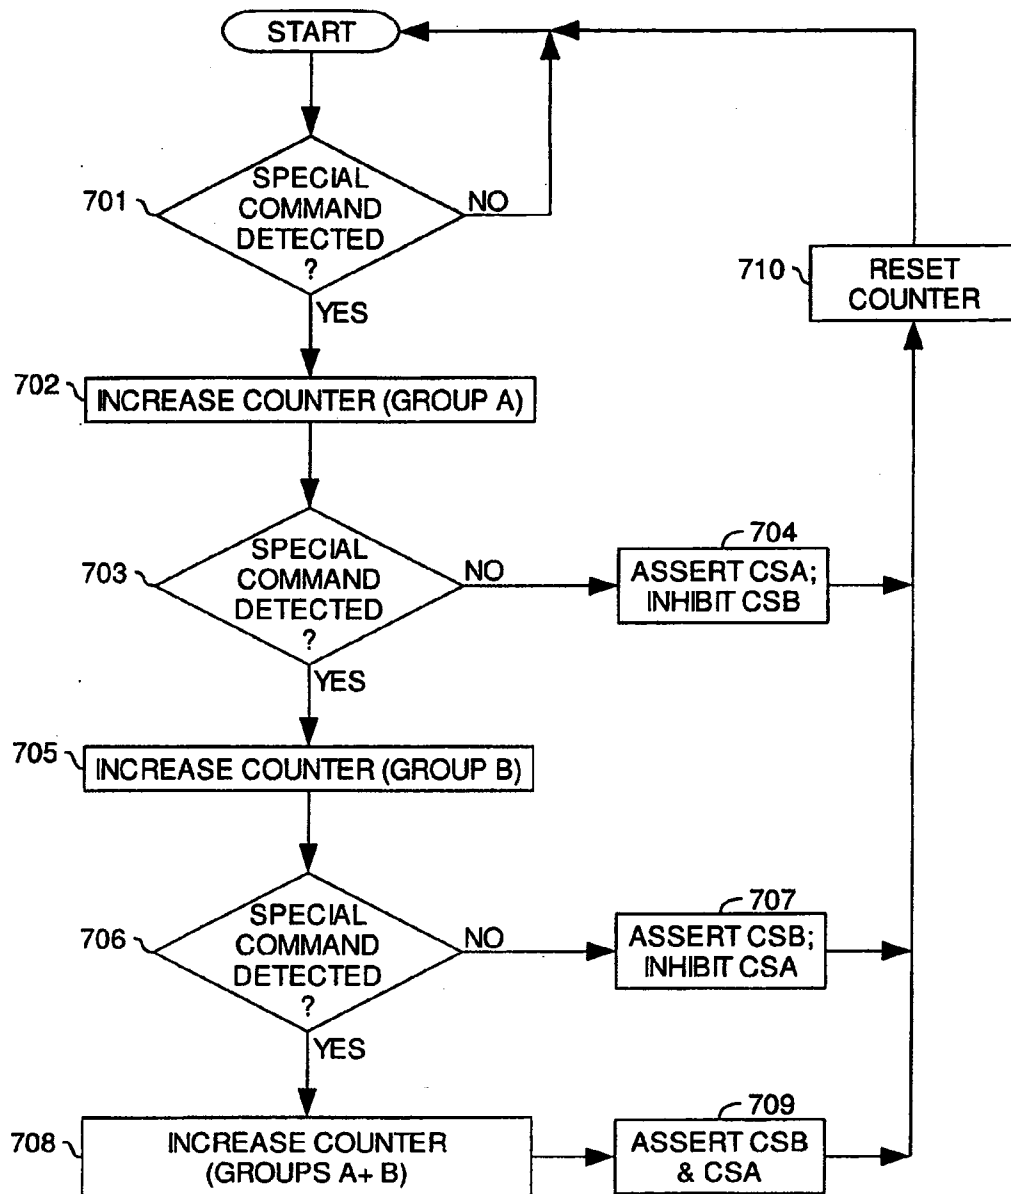 START
701
SPECIAL
COMMAND
DETECTED
?
NO
YES
710
RESET
COUNTER
702
INCREASE COUNTER (GROUP A)
703
SPECIAL
COMMAND
DETECTED
?
NO
YES
704
ASSERT CSA;
INHIBIT CSB
705
INCREASE COUNTER (GROUP B)
706
SPECIAL
COMMAND
DETECTED
?
NO
YES
707
ASSERT CSB;
INHIBIT CSA
708
INCREASE COUNTER
(GROUPS A+ B)
709
ASSERT CSB
& CSA